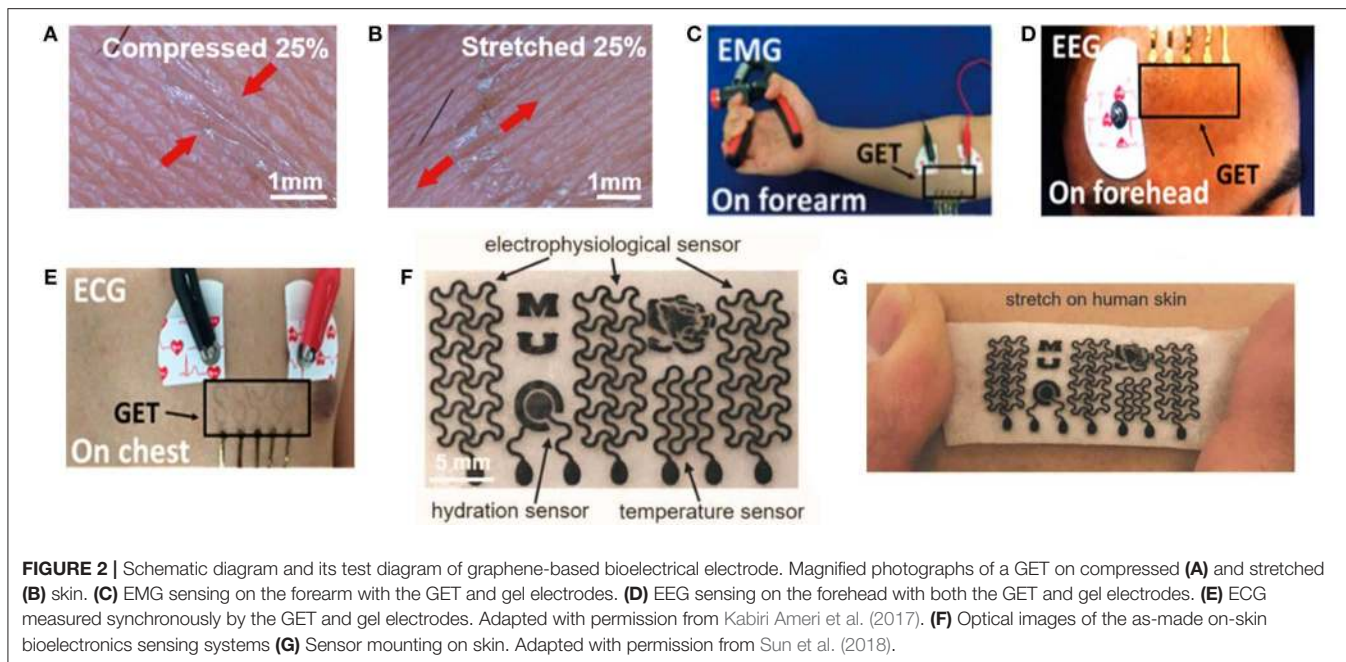 A
Compressed 25%
1mm
B
Stretched 25%
1mm
C
EMG
GET
On forearm
D
EEG
GET
On forehead
E
ECG
GET
On chest
F
electrophysiological sensor
M
U
5 mm
hydration sensor
temperature sensor
G
stretch on human skin
M
U
FIGURE 2 | Schematic diagram and its test diagram of graphene-based bioelectrical electrode. Magnified photographs of a GET on compressed (A) and stretched
(B) skin. (C) EMG sensing on the forearm with the GET and gel electrodes. (D) EEG sensing on the forehead with both the GET and gel electrodes. (E) ECG
measured synchronously by the GET and gel electrodes. Adapted with permission from Kabiri Ameri et al. (2017). (F) Optical images of the as-made on-skin
bioelectronics sensing systems (G) Sensor mounting on skin. Adapted with permission from Sun et al. (2018).